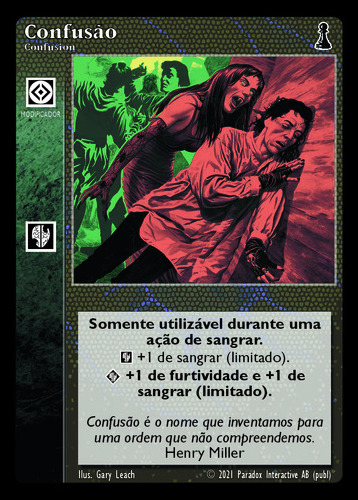 Confusão
Confusion
MODIFICADOR
Somente utilizável durante uma
ação de sangrar.
+1 de sangrar (limitado).
+1 de furtividade e +1 de
sangrar (limitado).
Confusão é o nome que inventamos para
uma ordem que não compreendemos.
Henry Miller
Ilus. Gary Leach
© 2021 Paradox Interactive AB (publ)